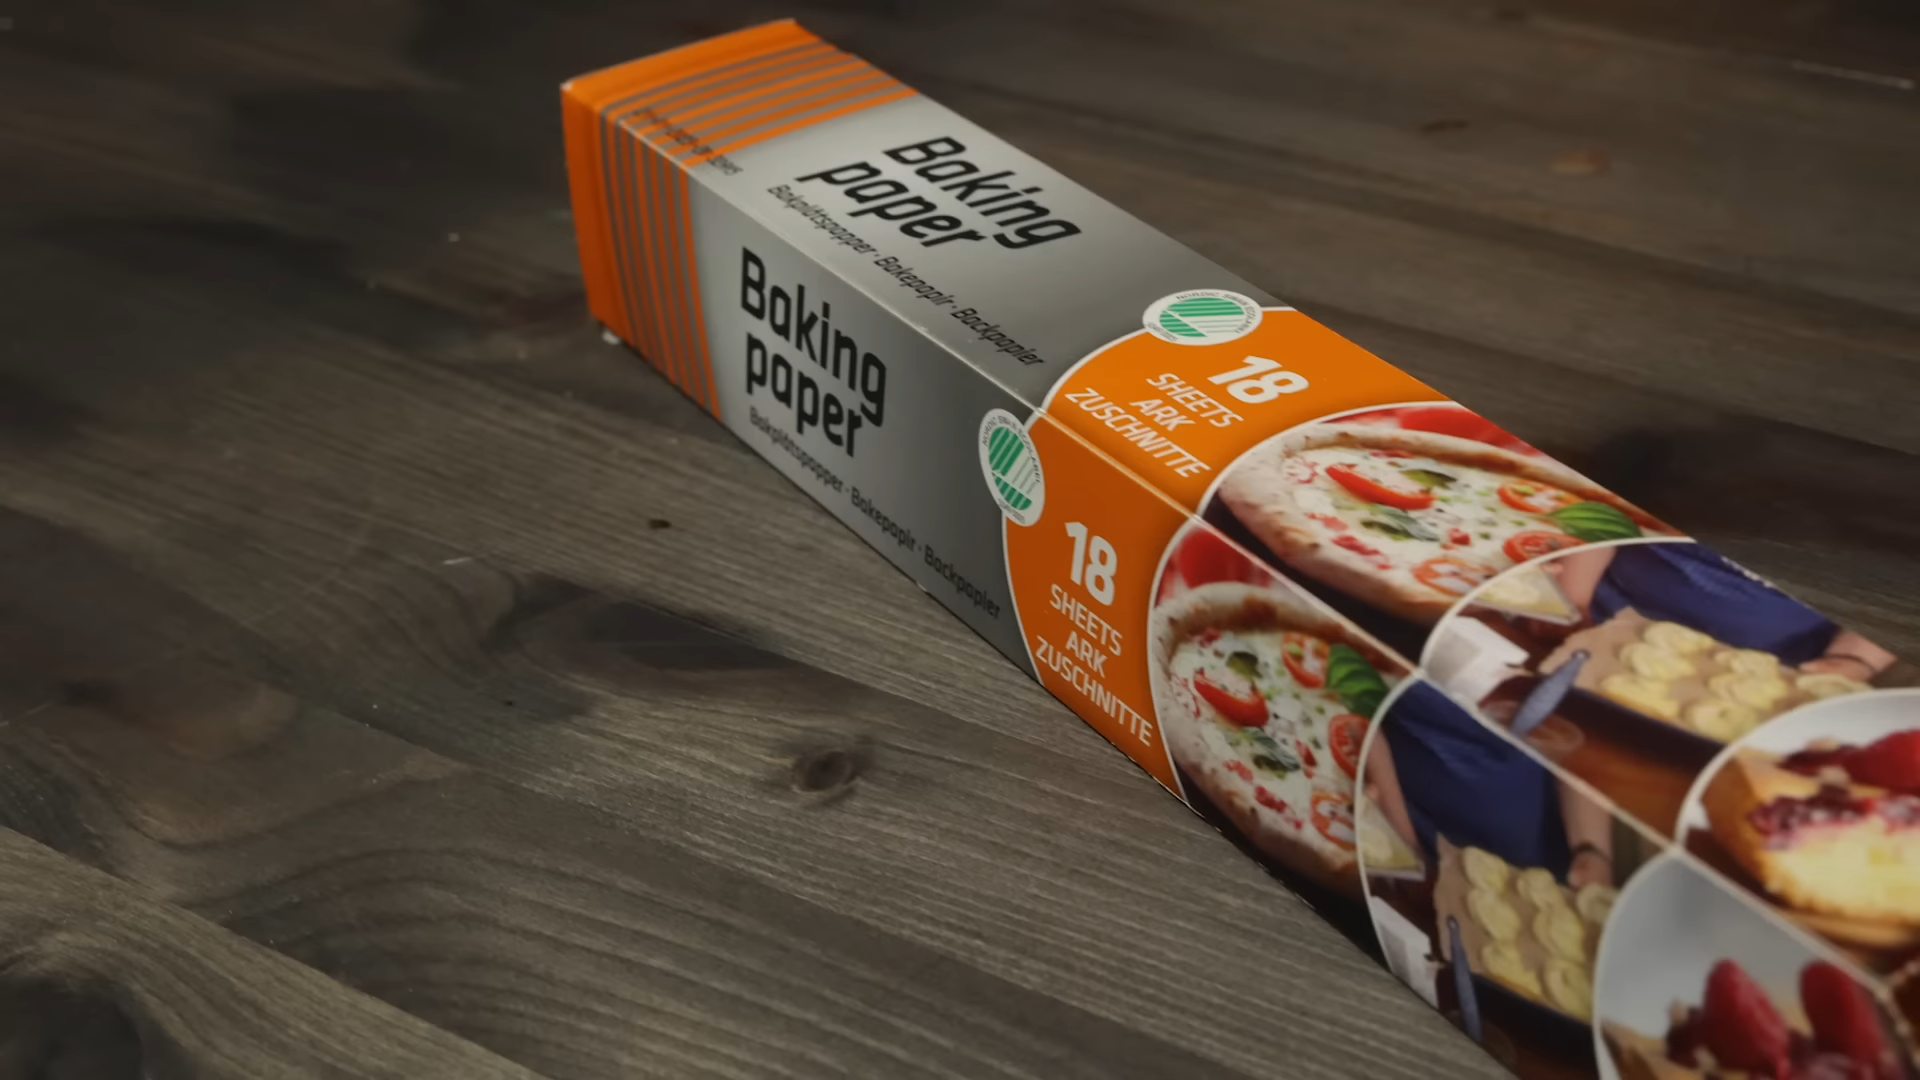 Baking
paper
Bakplåtspapper · Bakepapir · Backpapier
18
SHEETS
ARK
ZUSCHNITTE
Baking
paper
Bakplåtspapper · Bakepapir · Backpapier
18
SHEETS
ARK
ZUSCHNITTE